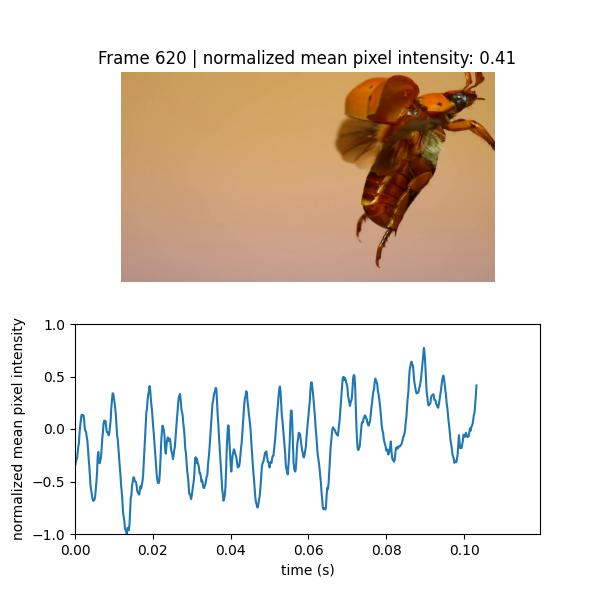 Frame 620 | normalized mean pixel intensity: 0.41
normalized mean pixel intensity
1.0
0.5
0.0
−0.5
−1.0
0.00 0.02 0.04 0.06 0.08 0.10
time (s)